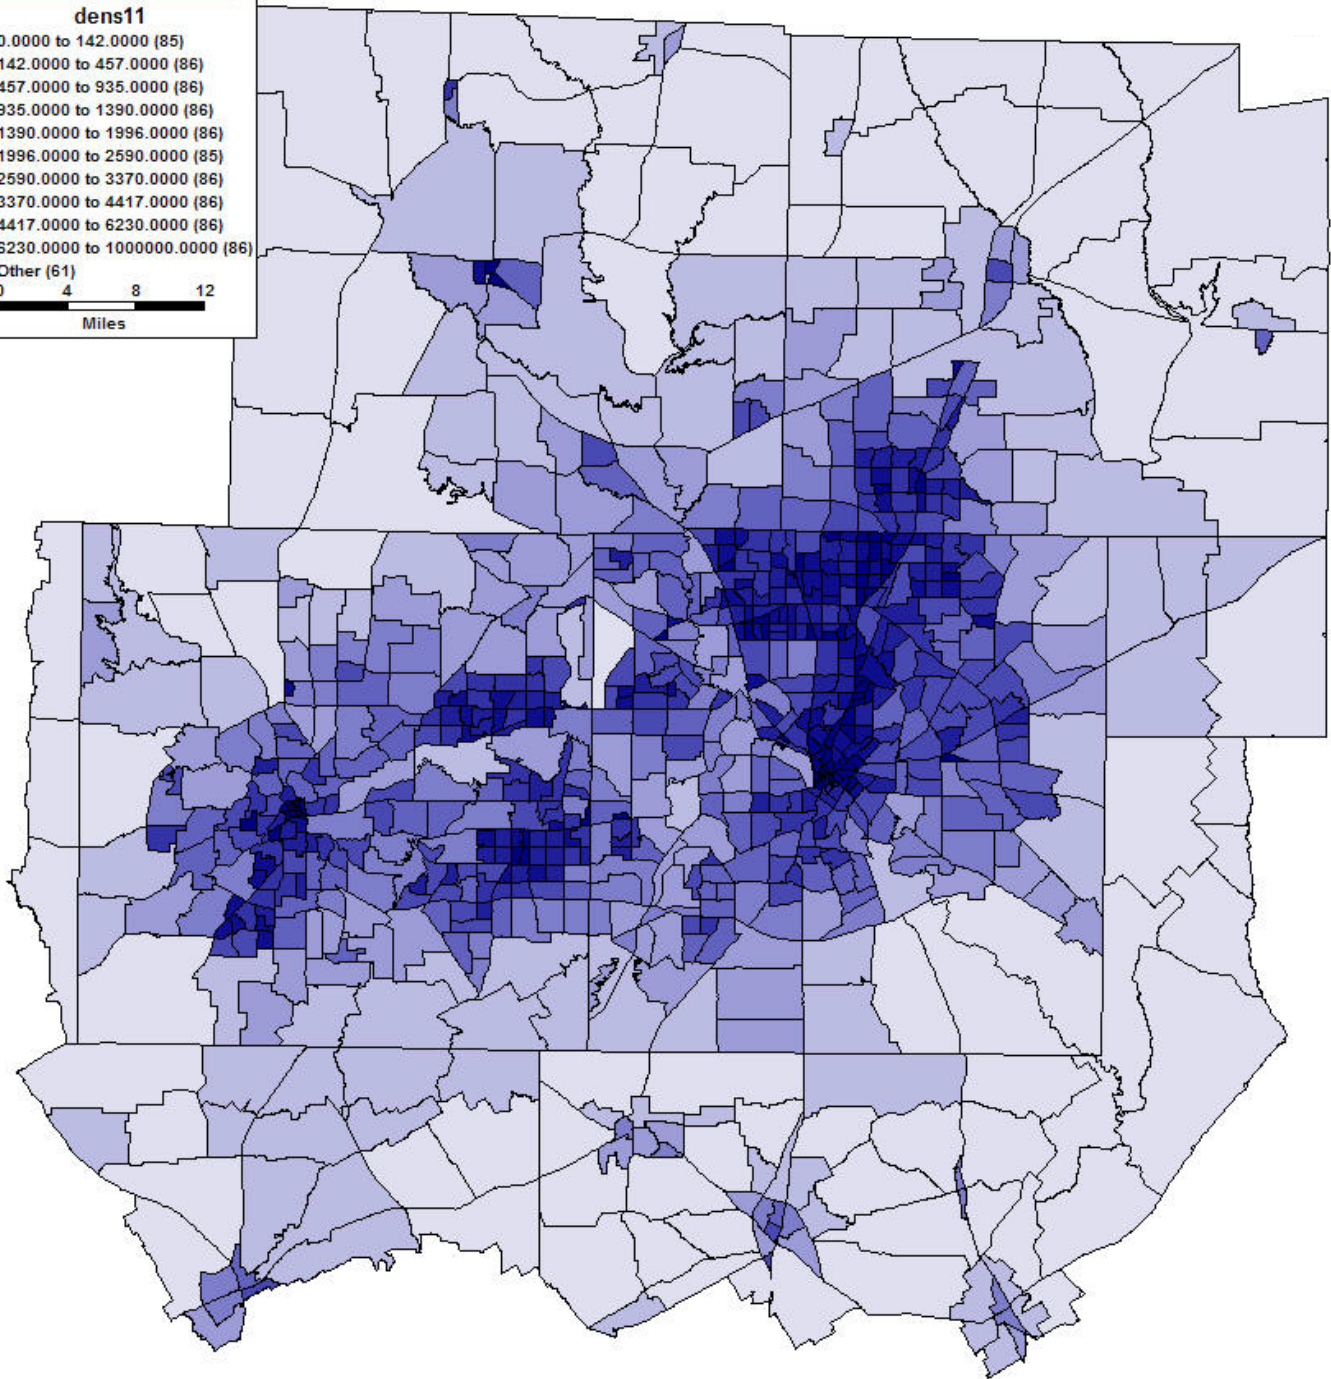 dens11
0.0000 to 142.0000 (85)
142.0000 to 457.0000 (86)
457.0000 to 935.0000 (86)
935.0000 to 1390.0000 (86)
1390.0000 to 1996.0000 (86)
1996.0000 to 2590.0000 (85)
2590.0000 to 3370.0000 (86)
3370.0000 to 4417.0000 (86)
4417.0000 to 6230.0000 (86)
6230.0000 to 1000000.0000 (86)
Other (61)
0 4 8 12
Miles